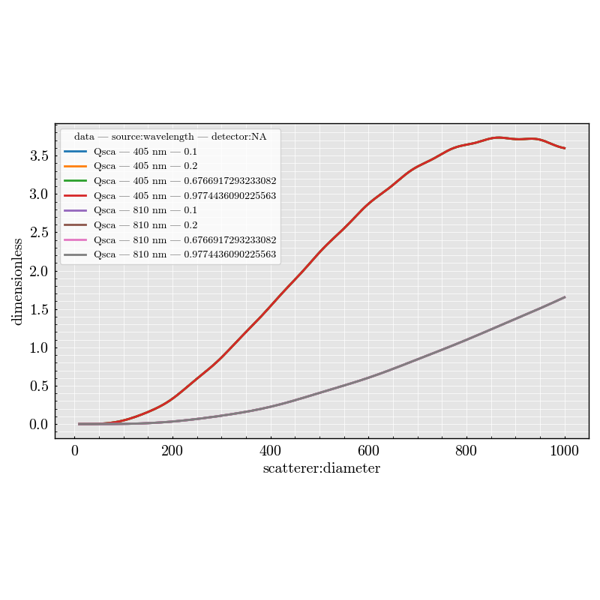 data — source:wavelength — detector:NA
Qsca — 405 nm — 0.1
Qsca — 405 nm — 0.2
Qsca — 405 nm — 0.6766917293233082
Qsca — 405 nm — 0.9774436090225563
Qsca — 810 nm — 0.1
Qsca — 810 nm — 0.2
Qsca — 810 nm — 0.6766917293233082
Qsca — 810 nm — 0.9774436090225563
dimensionless
3.5
3.0
2.5
2.0
1.5
1.0
0.5
0.0
0 200 400 600 800 1000
scatterer:diameter